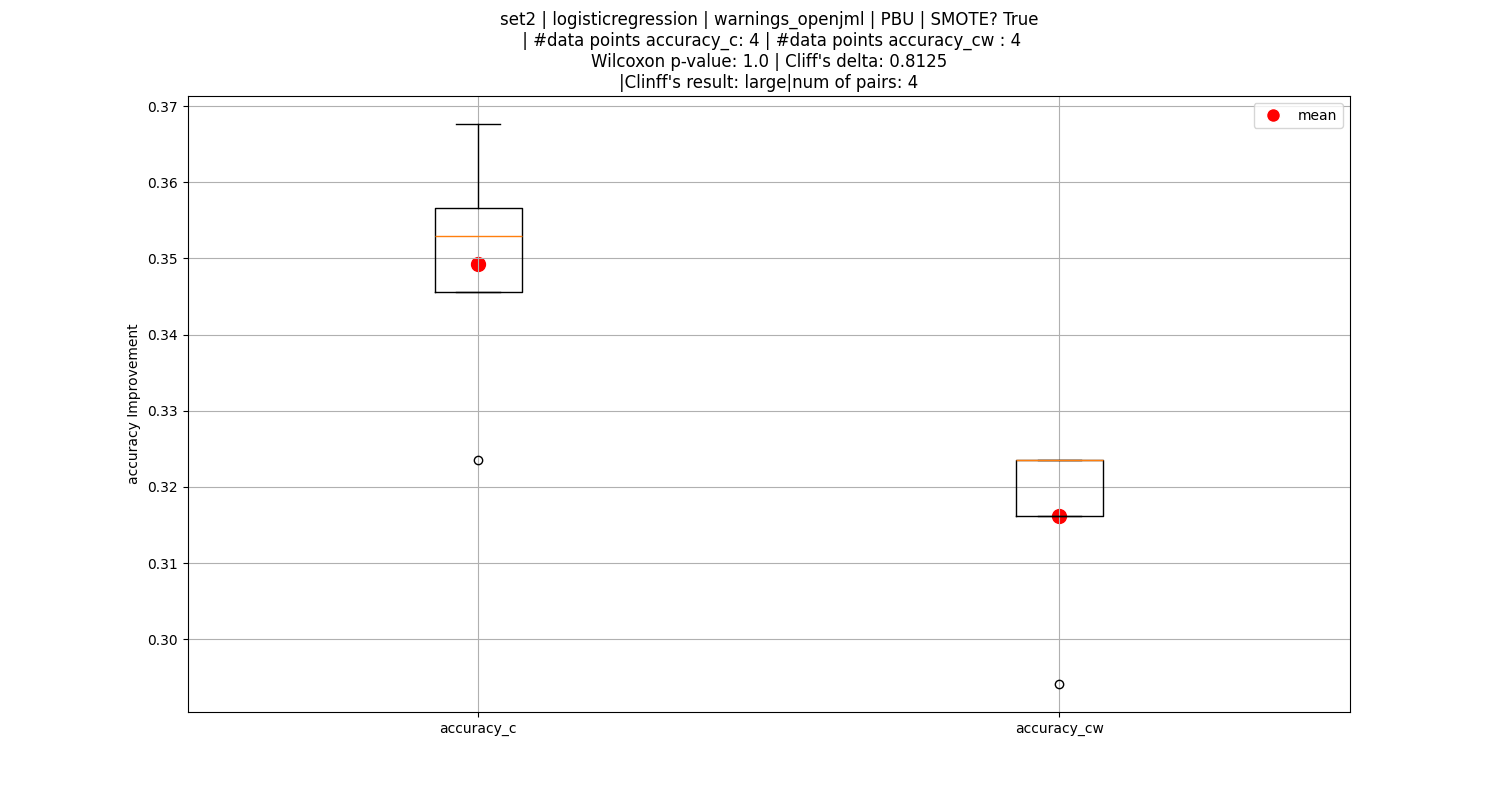 set2 | logisticregression | warnings_openjml | PBU | SMOTE? True
| #data points accuracy_c: 4 | #data points accuracy_cw : 4
Wilcoxon p-value: 1.0 | Cliff's delta: 0.8125
|Clinff's result: large|num of pairs: 4
mean
0.37
0.36
0.35
0.34
0.33
0.32
0.31
0.30
accuracy Improvement
accuracy_c
accuracy_cw